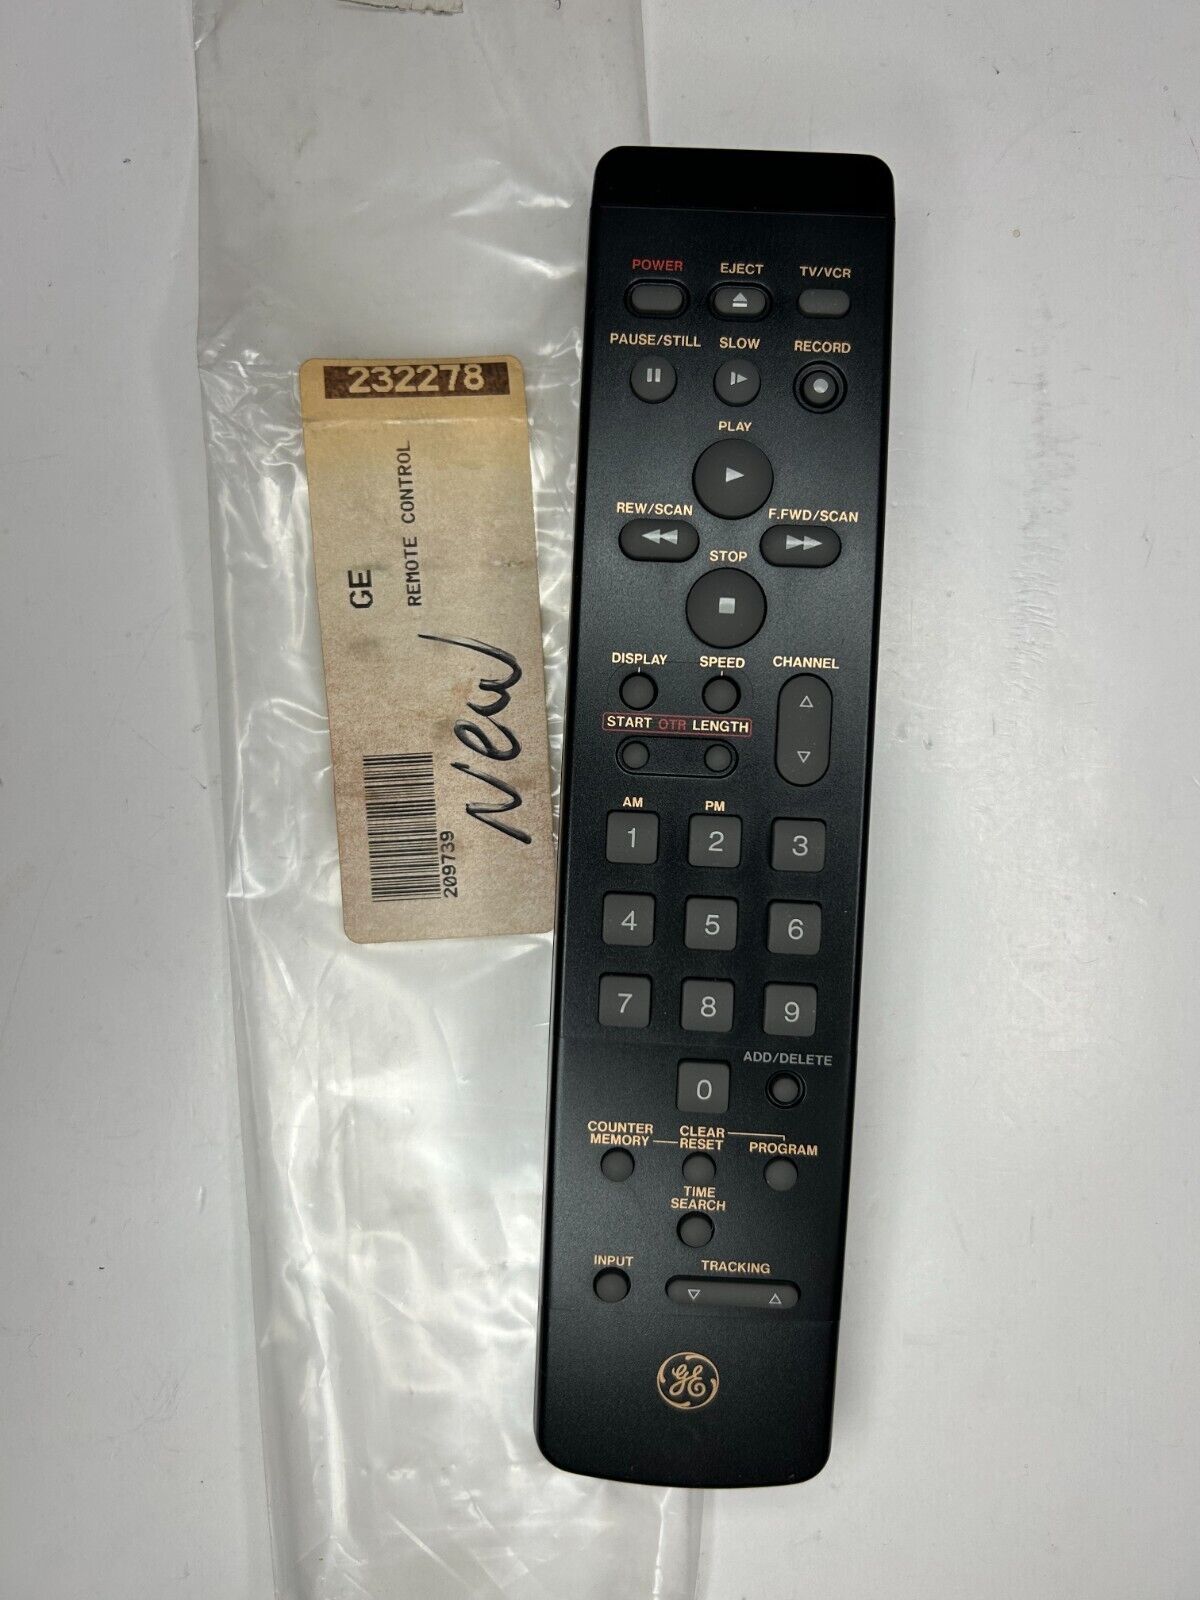 232278
GE
REMOTE CONTROL
New
209739
POWER EJECT TV/VCR
PAUSE/STILL SLOW RECORD
PLAY
REW/SCAN F.FWD/SCAN
STOP
DISPLAY SPEED CHANNEL
START OTR LENGTH
AM PM
1 2 3
4 5 6
7 8 9
ADD/DELETE
0
COUNTER MEMORY CLEAR RESET PROGRAM
TIME
SEARCH
INPUT TRACKING
GE